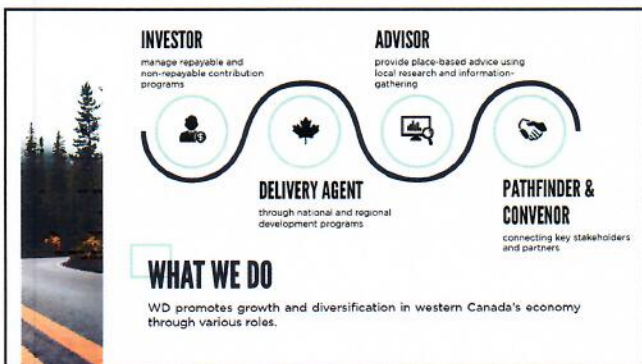 INVESTOR
manage repayable and
non-repayable contribution
programs
ADVISOR
provide place-based advice using
local research and information-
gathering
DELIVERY AGENT
through national and regional
development programs
PATHFINDER &
CONVENOR
connecting key stakeholders
and partners
WHAT WE DO
WD promotes growth and diversification in western Canada's economy
through various roles.